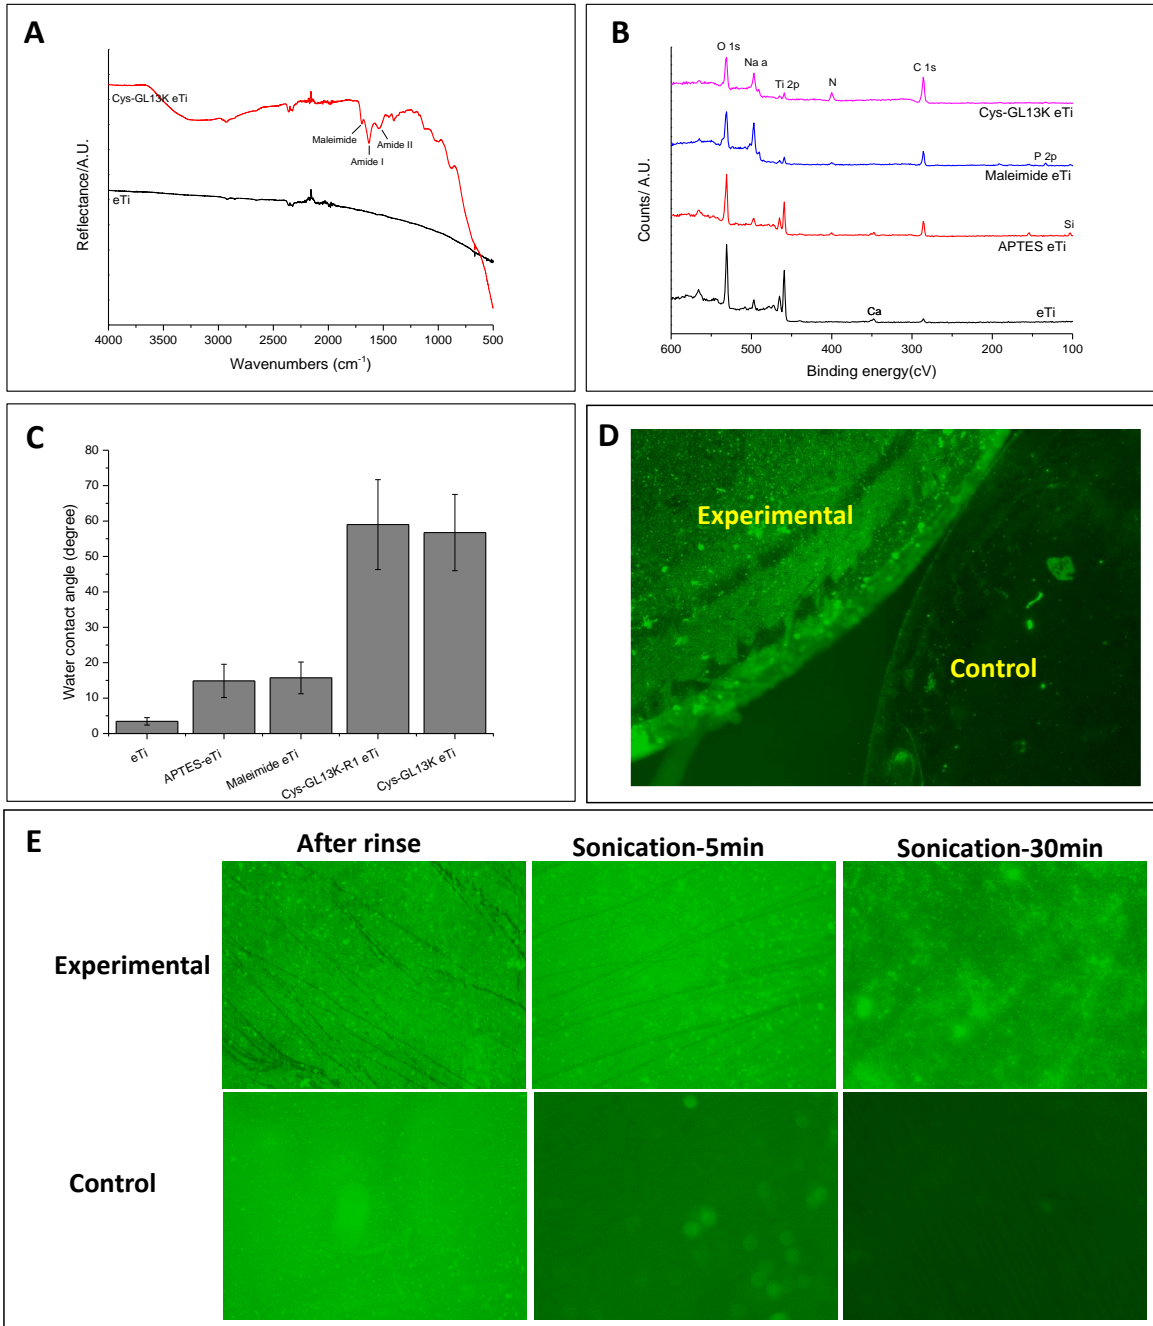 A
Cys-GL13K eTi
Maleimide
Amide II
Amide I
eTi
Reflectance/A.U.
4000 3500 3000 2500 2000 1500 1000 500
Wavenumbers (cm-1)
B
O 1s
Na a
Ti 2p
N
C 1s
Cys-GL13K eTi
P 2p
Maleimide eTi
Si
APTES eTi
Ca
eTi
Counts/ A.U.
600 500 400 300 200 100
Binding energy(cV)
C
80
70
60
50
40
30
20
10
0
Water contact angle (degree)
eTi
APTES-eTi
Maleimide eTi
Cys-GL13K-R1 eTi
Cys-GL13K eTi
D
Experimental
Control
E
After rinse
Sonication-5min
Sonication-30min
Experimental
Control